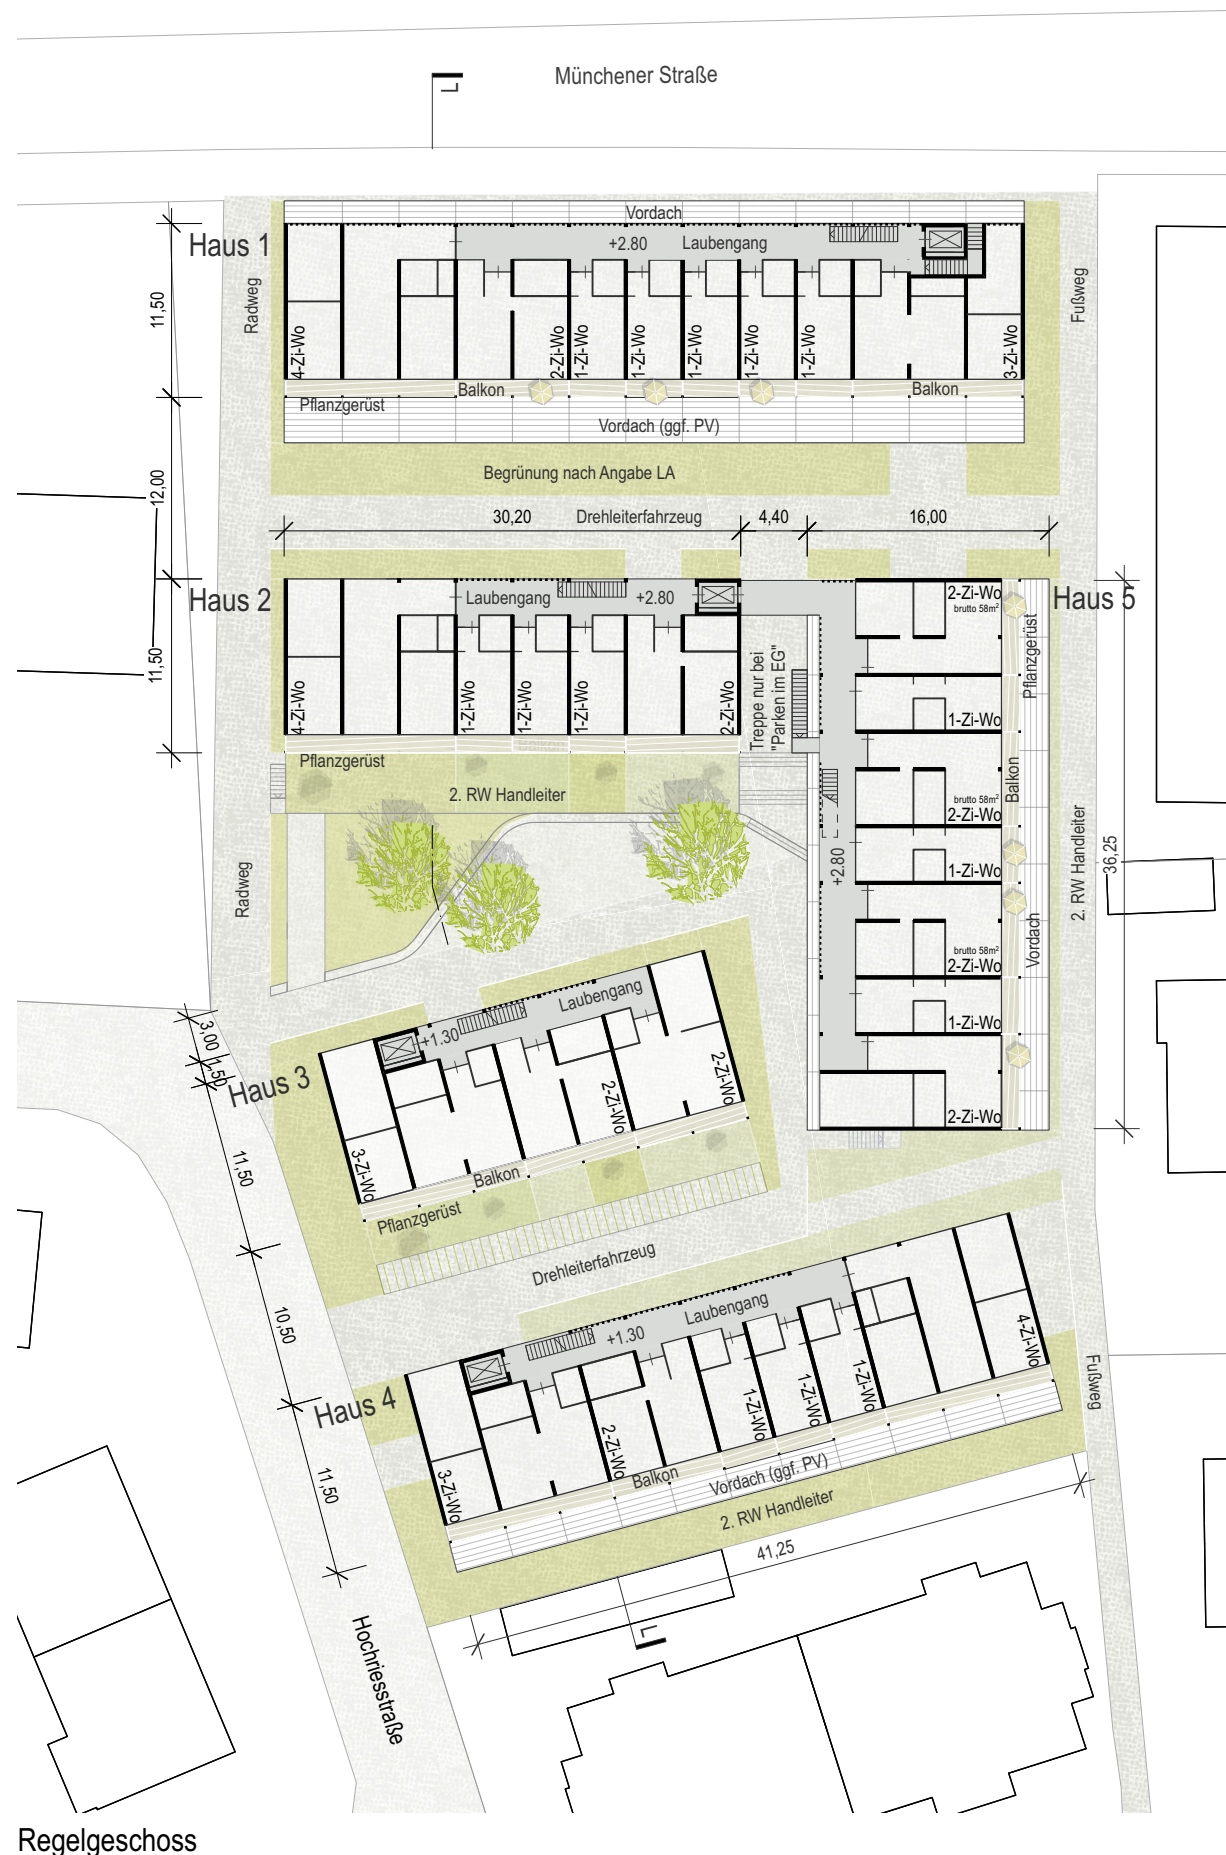 Münchener Straße
L
Vordach
Haus 1
+2.80
Laubengang
Radweg
Fußweg
11,50
4-Zi-Wo
2-Zi-Wo
1-Zi-Wo
1-Zi-Wo
1-Zi-Wo
1-Zi-Wo
1-Zi-Wo
3-Zi-Wo
Balkon
Balkon
Pflanzgerüst
Vordach (ggf. PV)
Begrünung nach Angabe LA
12,00
30,20
Drehleiterfahrzeug
4,40
16,00
Haus 2
Laubengang
+2.80
2-Zi-Wo
brutto 58m²
Haus 5
11,50
4-Zi-Wo
1-Zi-Wo
1-Zi-Wo
1-Zi-Wo
2-Zi-Wo
Treppe nur bei
"Parken im EG"
Pflanzgerüst
1-Zi-Wo
Balkon
Pflanzgerüst
2. RW Handleiter
brutto 58m²
2-Zi-Wo
Balkon
Radweg
+2.80
1-Zi-Wo
2. RW Handleiter
36,25
brutto 58m²
2-Zi-Wo
Vordach
1-Zi-Wo
2-Zi-Wo
3,00
1,50
Haus 3
+1.30
Laubengang
3-Zi-Wo
2-Zi-Wo
2-Zi-Wo
Balkon
Pflanzgerüst
11,50
Drehleiterfahrzeug
10,50
Haus 4
+1.30
Laubengang
3-Zi-Wo
2-Zi-Wo
1-Zi-Wo
1-Zi-Wo
1-Zi-Wo
4-Zi-Wo
Fußweg
Balkon
Vordach (ggf. PV)
2. RW Handleiter
11,50
41,25
L
Hochriesstraße
Regelgeschoss